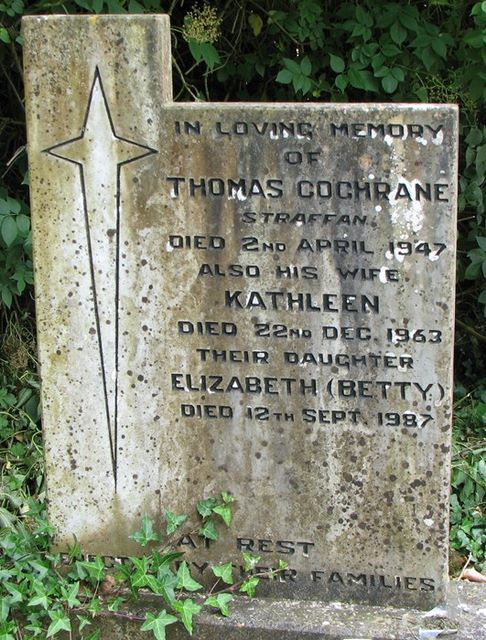 IN LOVING MEMORY
OF
THOMAS COCHRANE
STRAFFAN.
DIED 2ND APRIL 1947
ALSO HIS WIFE
KATHLEEN
DIED 22ND DEC. 1963
THEIR DAUGHTER
ELIZABETH (BETTY)
DIED 12TH SEPT. 1987
AT REST
FAMILIES